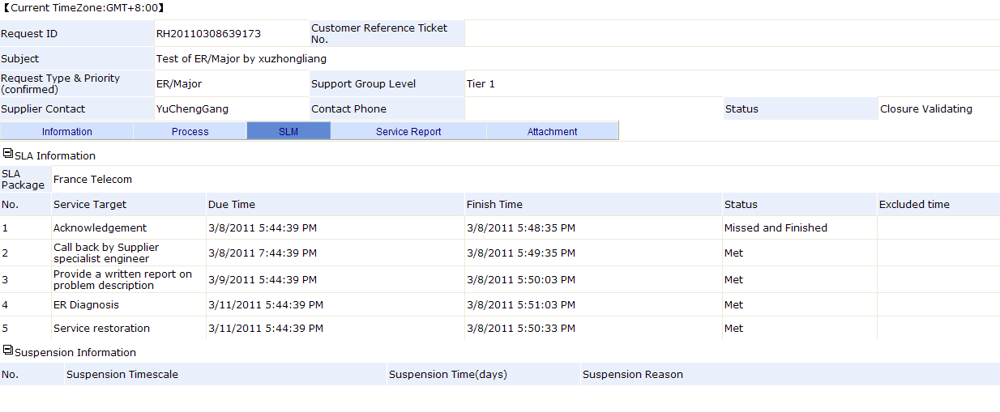 【Current TimeZone:GMT+8:00】
Request ID RH20110308639173 Customer Reference Ticket No.
Subject Test of ER/Major by xuzhongliang
Request Type & Priority (confirmed) ER/Major Support Group Level Tier 1
Supplier Contact YuChengGang Contact Phone Status Closure Validating
Information Process SLM Service Report Attachment
SLA Information
SLA Package France Telecom
No. Service Target Due Time Finish Time Status Excluded time
1 Acknowledgement 3/8/2011 5:44:39 PM 3/8/2011 5:48:35 PM Missed and Finished
2 Call back by Supplier specialist engineer 3/8/2011 7:44:39 PM 3/8/2011 5:49:35 PM Met
3 Provide a written report on problem description 3/9/2011 5:44:39 PM 3/8/2011 5:50:03 PM Met
4 ER Diagnosis 3/11/2011 5:44:39 PM 3/8/2011 5:51:03 PM Met
5 Service restoration 3/11/2011 5:44:39 PM 3/8/2011 5:50:33 PM Met
Suspension Information
No. Suspension Timescale Suspension Time(days) Suspension Reason